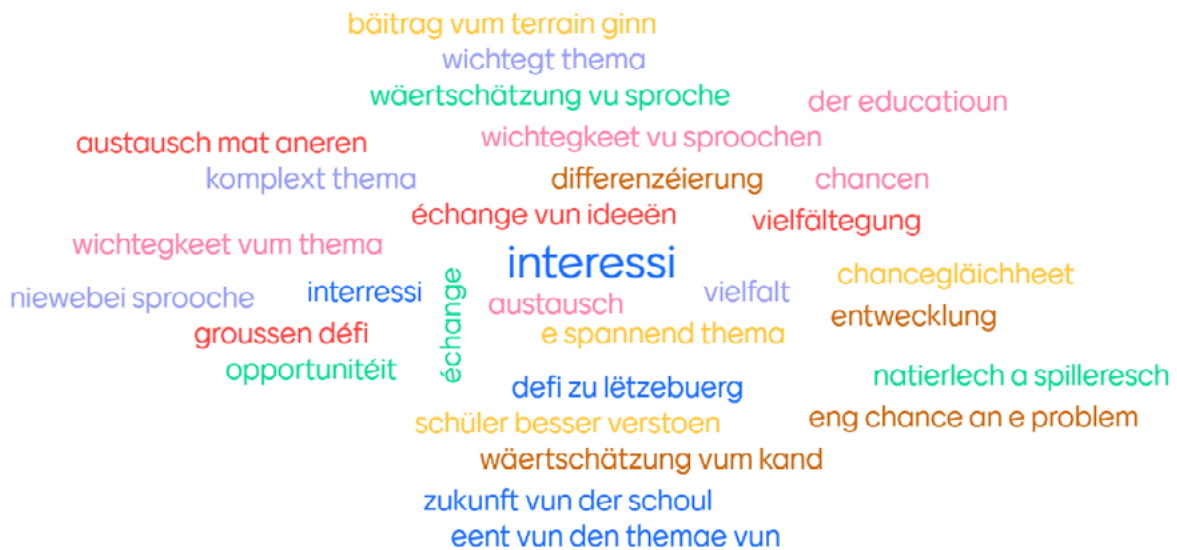 bäitrag vum terrain ginn
wichtegt thema
wäertschätzung vu sproche
der educatioun
austausch mat aneren
wichtegkeet vu sproochen
komplext thema
differenzéierung
chancen
échange vun ideeën
vielfältegung
wichtegkeet vum thema
interessi
chancegläichheet
niewebei sprooche
interressi
échange
austausch
vielfalt
entwecklung
groussen défi
e spannend thema
opportunitéit
defi zu lëtzebuerg
natierlech a spilleresch
schüler besser verstoen
eng chance an e problem
wäertschätzung vum kand
zukunft vun der schoul
eent vun den themae vun